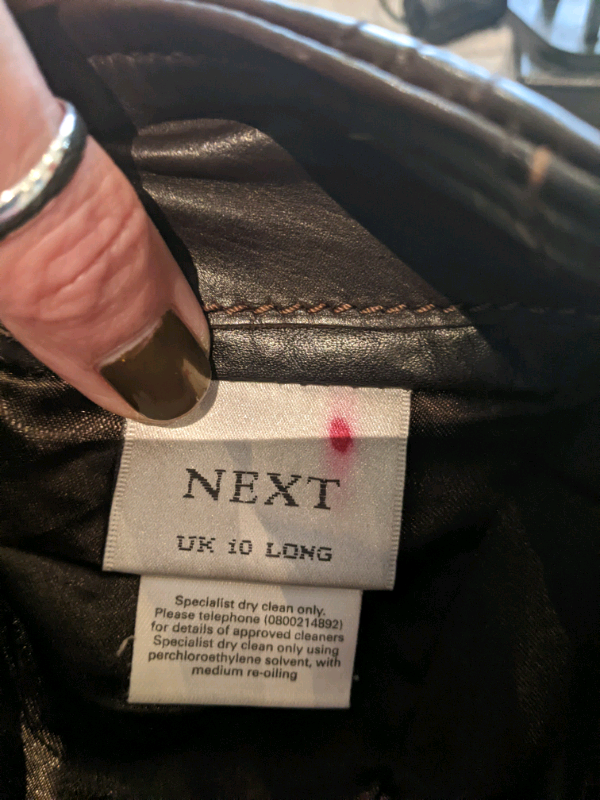 NEXT
UK 10 LONG
Specialist dry clean only.
Please telephone (0800214892)
for details of approved cleaners
Specialist dry clean only using
perchloroethylene solvent, with
medium re-oiling